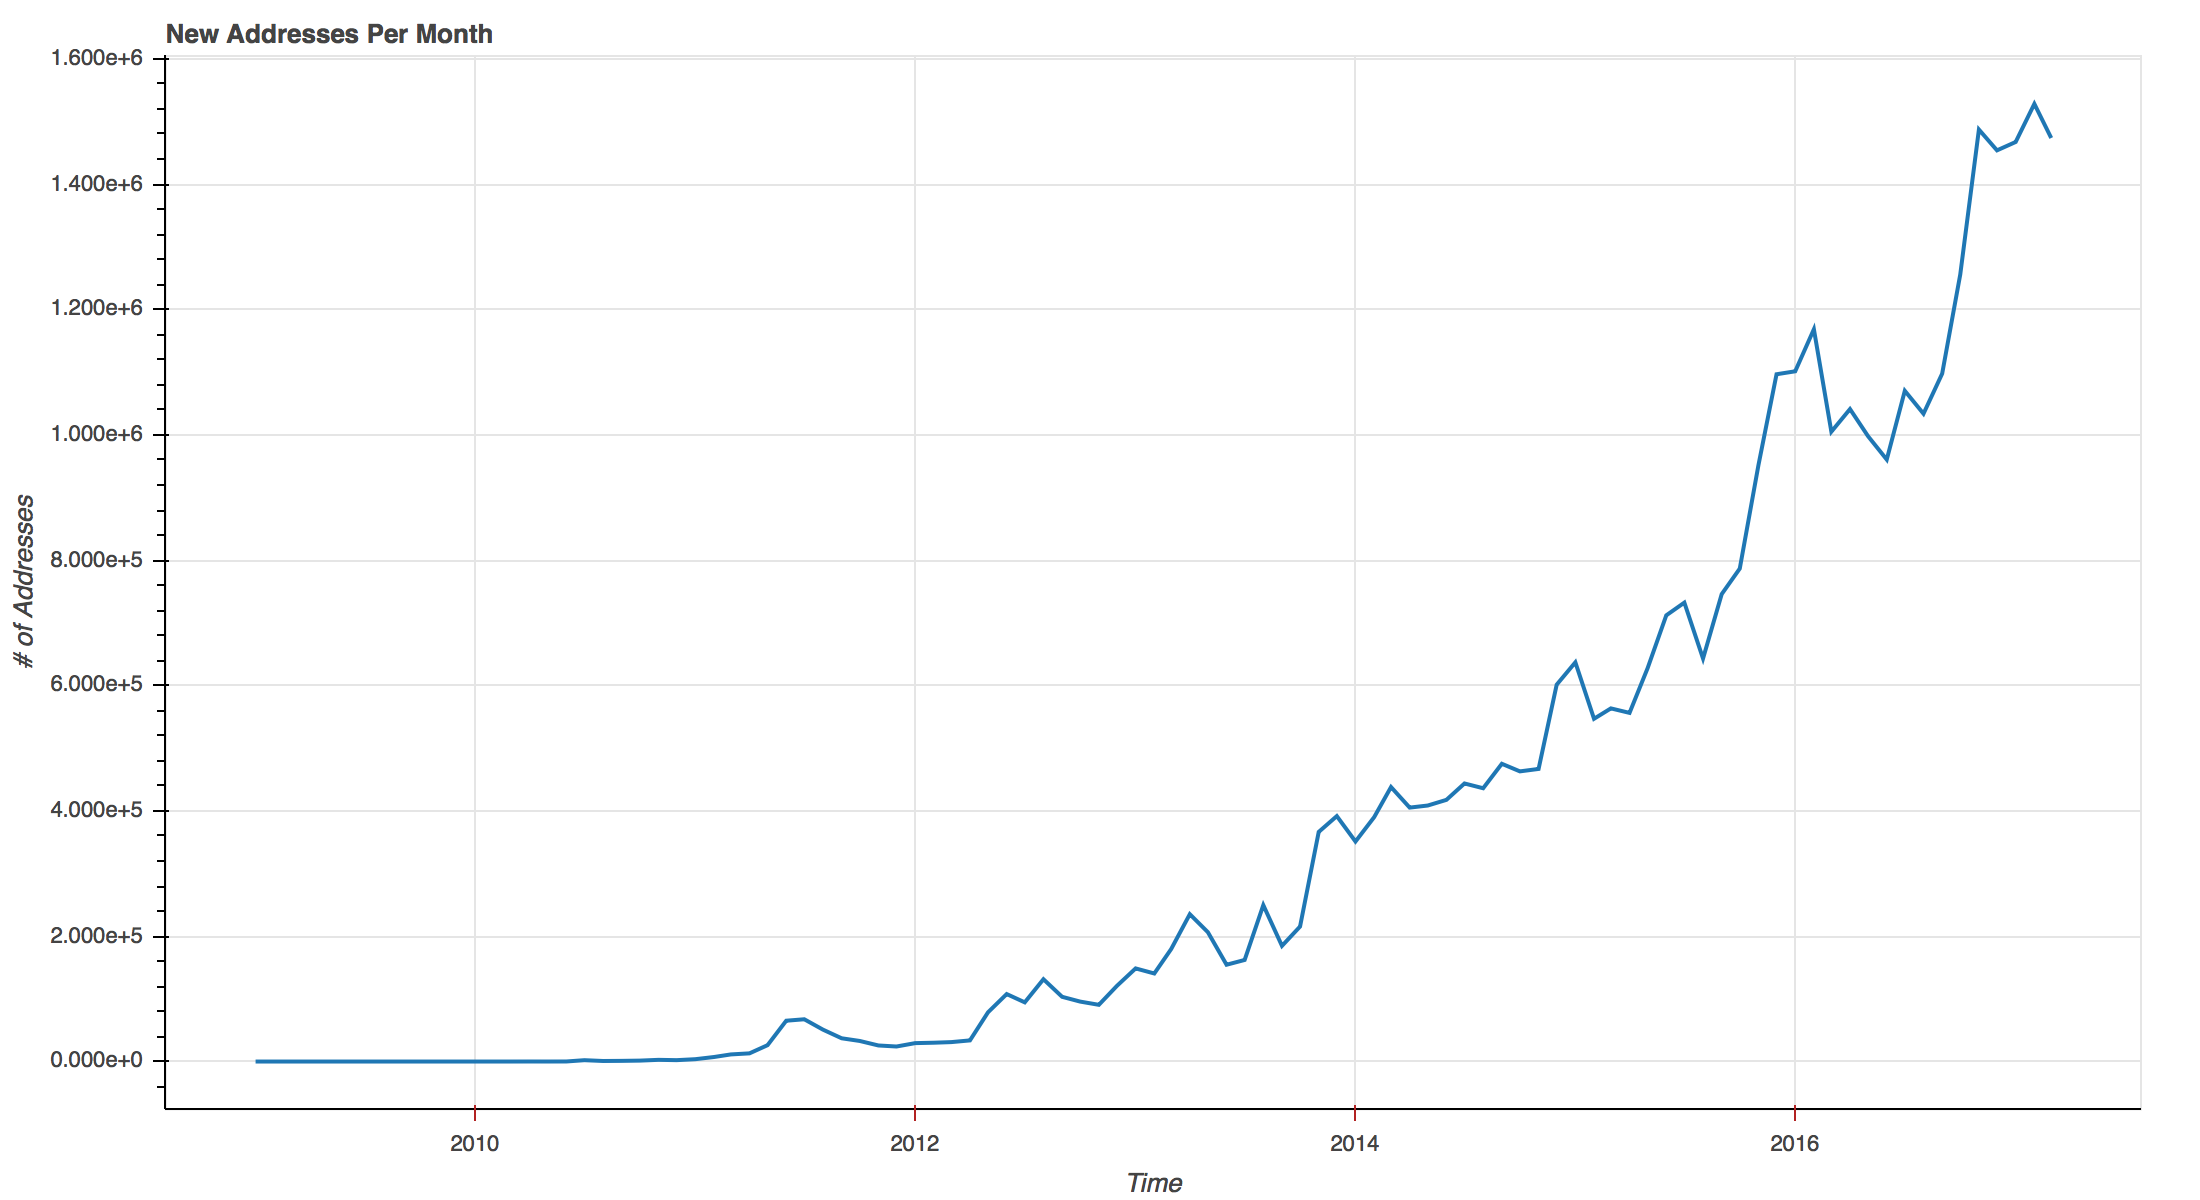 New Addresses Per Month
1.600e+6
1.400e+6
1.200e+6
1.000e+6
8.000e+5
6.000e+5
4.000e+5
2.000e+5
0.000e+0
# of Addresses
2010 2012 2014 2016
Time